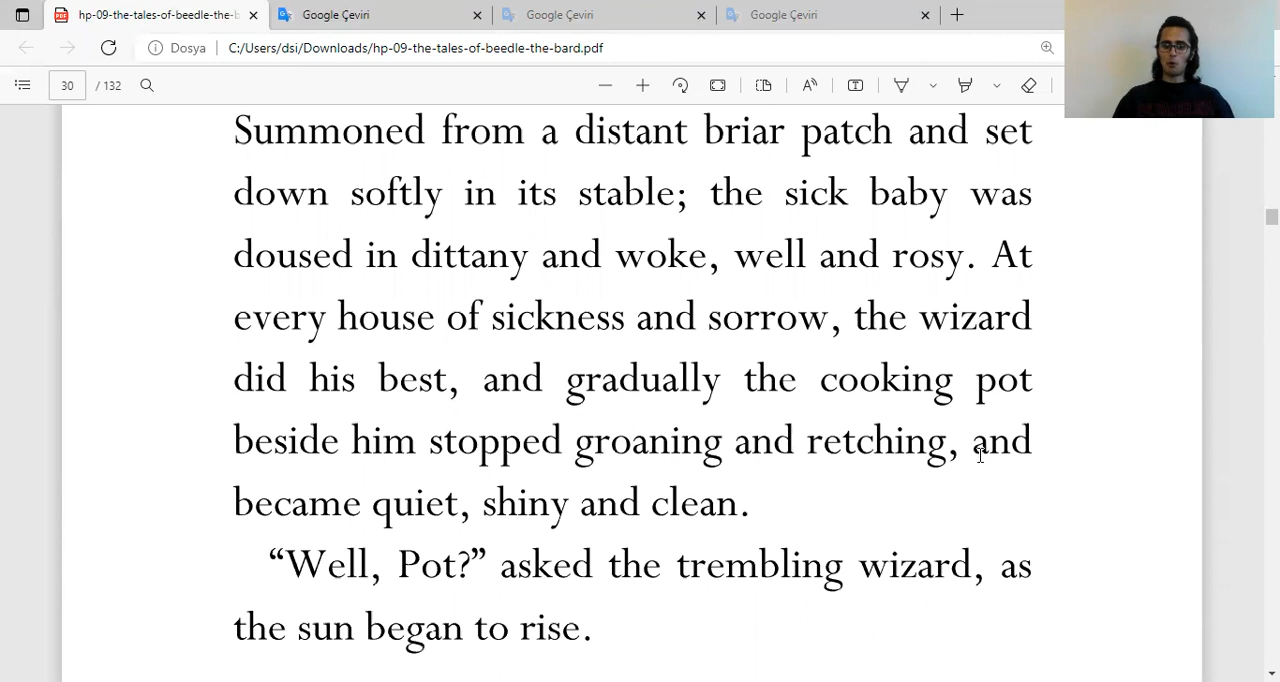 hp-09-the-tales-of-beedle-the-b
Google Çeviri
Google Çeviri
Google Çeviri
Dosya
C:/Users/dsi/Downloads/hp-09-the-tales-of-beedle-the-bard.pdf
30 / 132
Summoned from a distant briar patch and set
down softly in its stable; the sick baby was
doused in dittany and woke, well and rosy. At
every house of sickness and sorrow, the wizard
did his best, and gradually the cooking pot
beside him stopped groaning and retching, and
became quiet, shiny and clean.
“Well, Pot?” asked the trembling wizard, as
the sun began to rise.